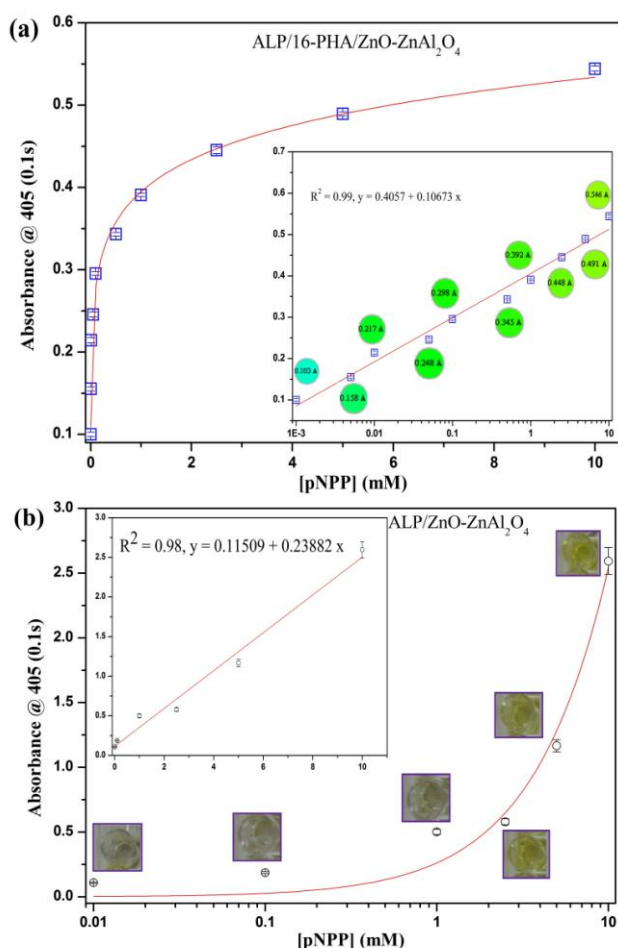 (a)
ALP/16-PHA/ZnO-ZnAl2O4
Absorbance @ 405 (0.1s)
0.6
0.5
0.4
0.3
0.2
0.1
0 2 4 6 8 10
[pNPP] (mM)
R2 = 0.99, y = 0.4057 + 0.10673 x
0.7
0.6
0.5
0.4
0.3
0.2
0.1
1E-3 0.01 0.1 1 10
0.103 A
0.158 A
0.217 A
0.248 A
0.298 A
0.345 A
0.392 A
0.448 A
0.491 A
0.546 A
(b)
ALP/ZnO-ZnAl2O4
Absorbance @ 405 (0.1s)
3.0
2.5
2.0
1.5
1.0
0.5
0.0
0.01 0.1 1 10
[pNPP] (mM)
R2 = 0.98, y = 0.11509 + 0.23882 x
2.5
2.0
1.5
1.0
0.5
0.0
0 2 4 6 8 10